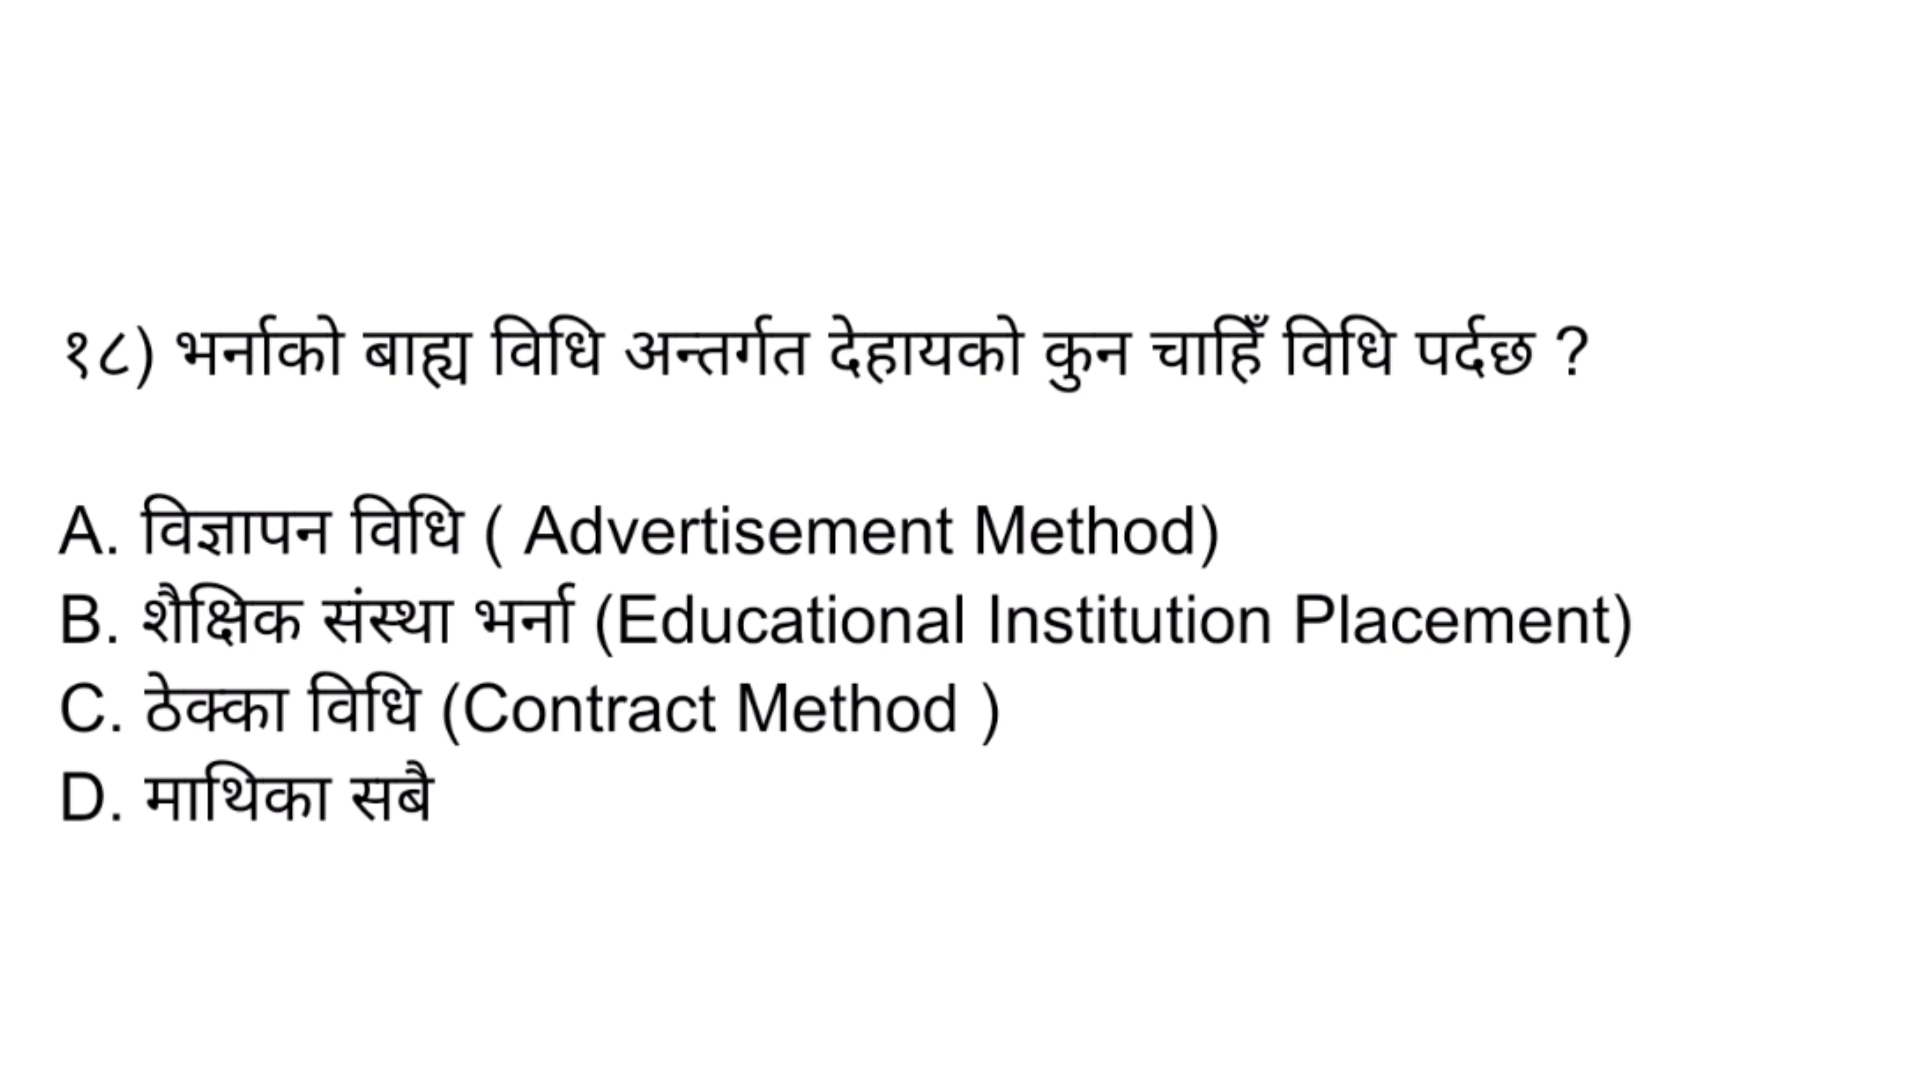 १८) भर्नाको बाह्य विधि अन्तर्गत देहायको कुन चाहिँ विधि पर्दछ ?
A. विज्ञापन विधि ( Advertisement Method)
B. शैक्षिक संस्था भर्ना (Educational Institution Placement)
C. ठेक्का विधि (Contract Method )
D. माथिका सबै